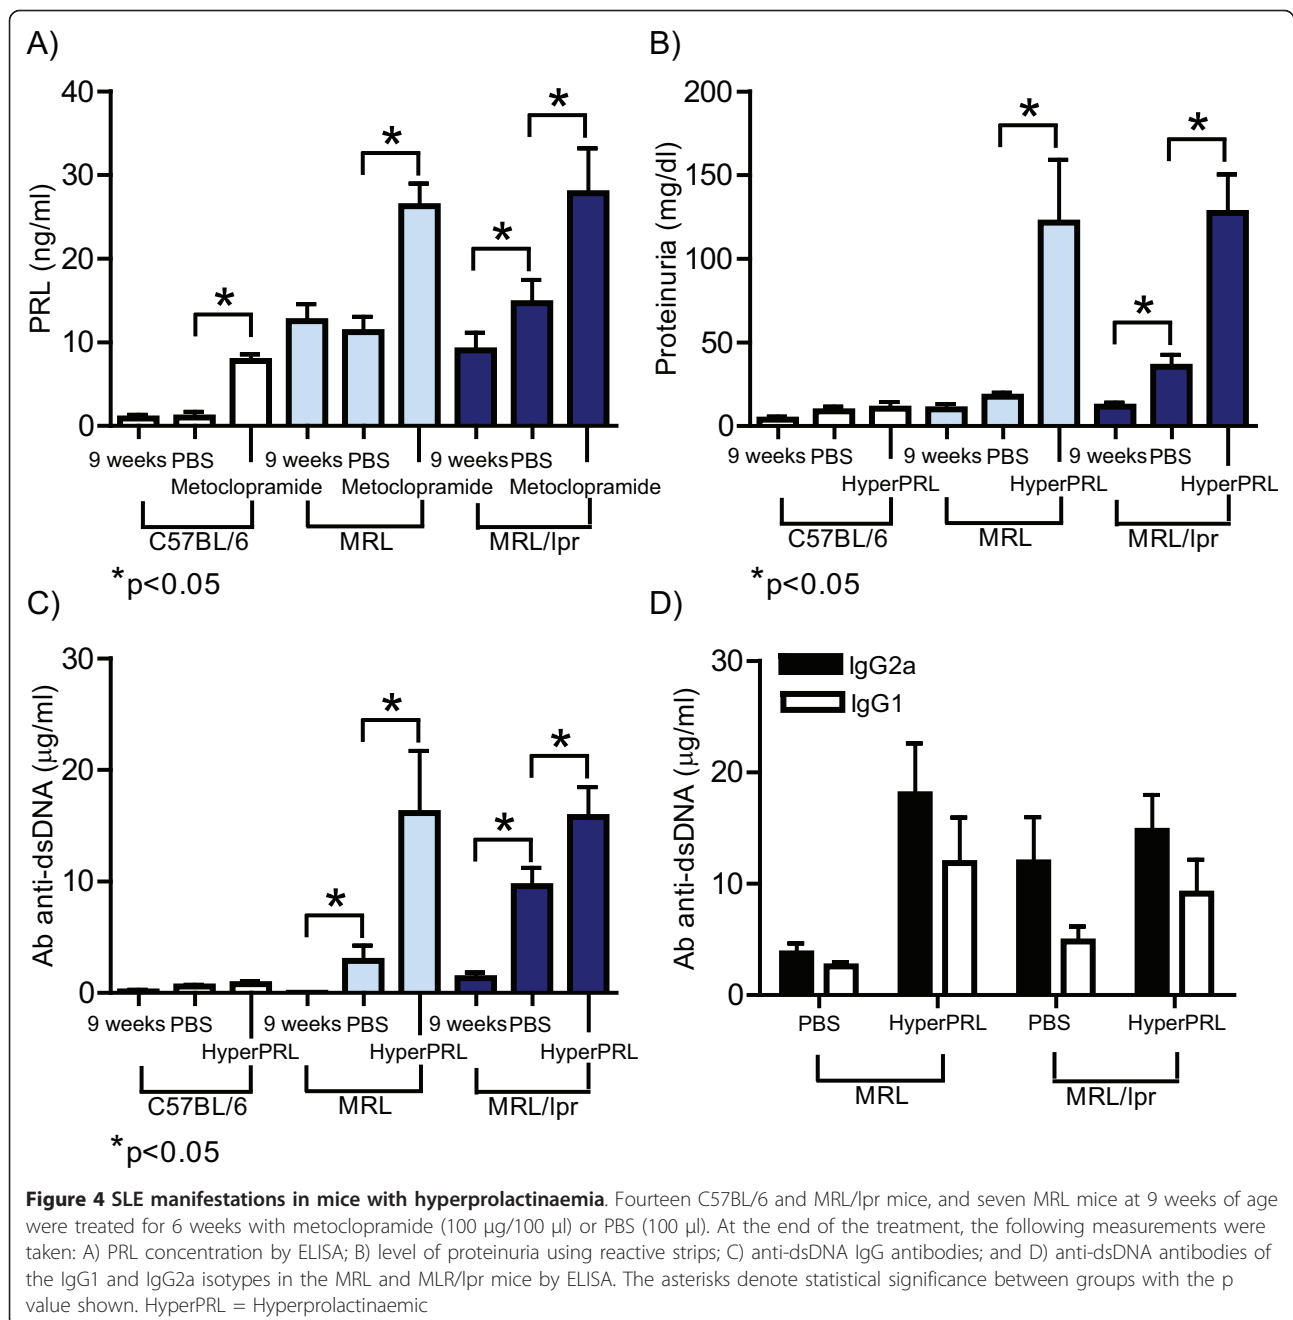 A)
PRL (ng/ml)
40
30
20
10
0
* * * *
9 weeks PBS 9 weeks PBS 9 weeks PBS
Metoclopramide Metoclopramide Metoclopramide
C57BL/6 MRL MRL/lpr
*p<0.05
B)
Proteinuria (mg/dl)
200
150
100
50
0
* * *
9 weeks PBS 9 weeks PBS 9 weeks PBS
HyperPRL HyperPRL HyperPRL
C57BL/6 MRL MRL/lpr
*p<0.05
C)
Ab anti-dsDNA (µg/ml)
30
20
10
0
* * * *
9 weeks PBS 9 weeks PBS 9 weeks PBS
HyperPRL HyperPRL HyperPRL
C57BL/6 MRL MRL/lpr
*p<0.05
D)
Ab anti-dsDNA (µg/ml)
30
20
10
0
IgG2a
IgG1
PBS HyperPRL PBS HyperPRL
MRL MRL/lpr
Figure 4 SLE manifestations in mice with hyperprolactinaemia. Fourteen C57BL/6 and MRL/lpr mice, and seven MRL mice at 9 weeks of age
were treated for 6 weeks with metoclopramide (100 µg/100 µl) or PBS (100 µl). At the end of the treatment, the following measurements were
taken: A) PRL concentration by ELISA; B) level of proteinuria using reactive strips; C) anti-dsDNA IgG antibodies; and D) anti-dsDNA antibodies of
the IgG1 and IgG2a isotypes in the MRL and MLR/lpr mice by ELISA. The asterisks denote statistical significance between groups with the p
value shown. HyperPRL = Hyperprolactinaemic